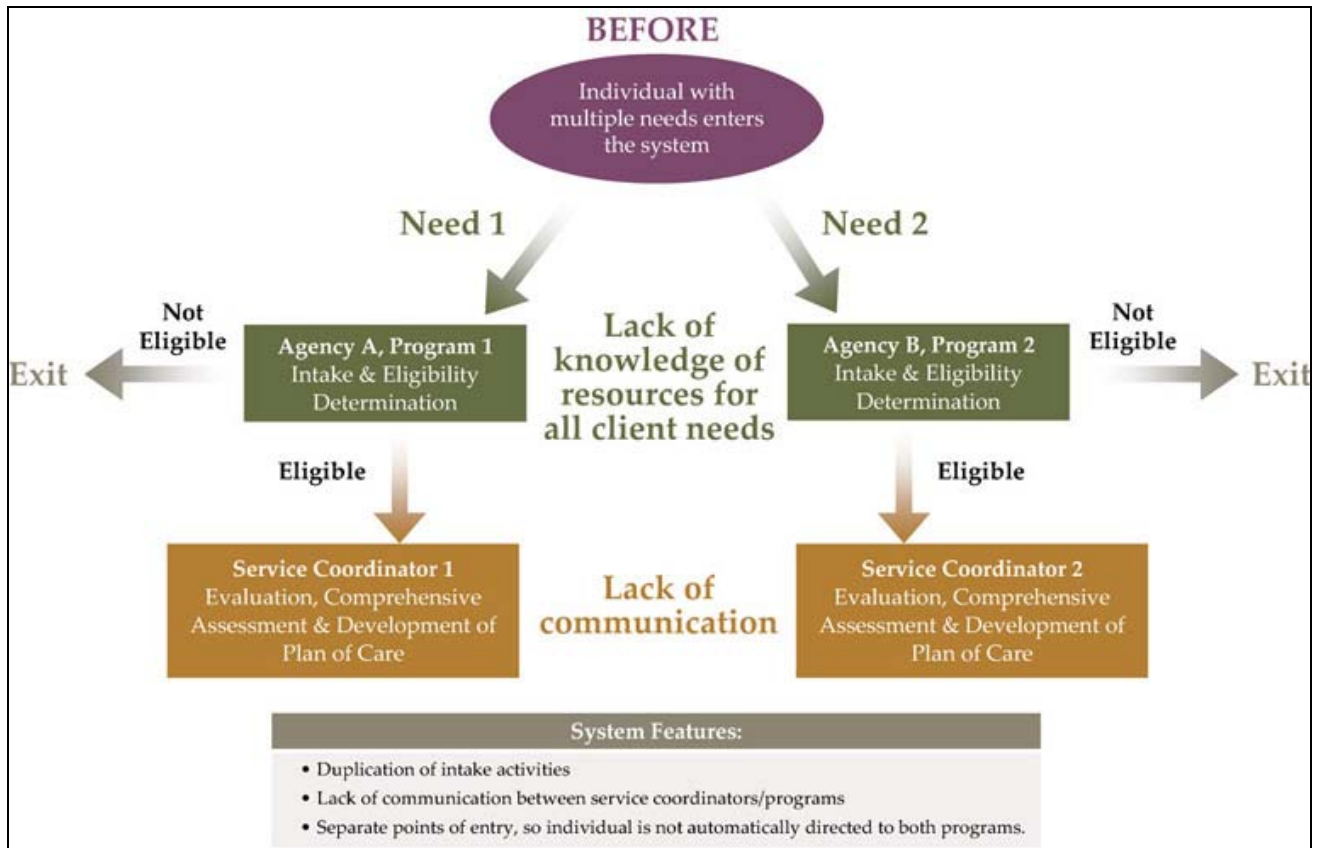 BEFORE
Individual with
multiple needs enters
the system
Need 1
Need 2
Not
Eligible
Exit
Agency A, Program 1
Intake & Eligibility
Determination
Lack of
knowledge of
resources for
all client needs
Agency B, Program 2
Intake & Eligibility
Determination
Not
Eligible
Exit
Eligible
Eligible
Service Coordinator 1
Evaluation, Comprehensive
Assessment & Development of
Plan of Care
Lack of
communication
Service Coordinator 2
Evaluation, Comprehensive
Assessment & Development of
Plan of Care
System Features:
• Duplication of intake activities
• Lack of communication between service coordinators/programs
• Separate points of entry, so individual is not automatically directed to both programs.